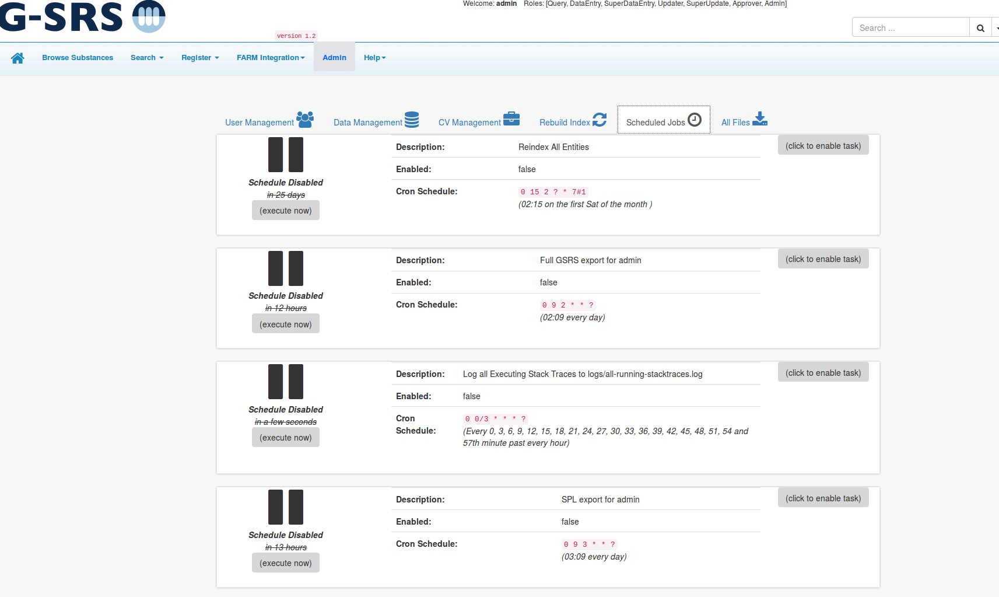 Welcome: admin Roles: [Query, DataEntry, SuperDataEntry, Updater, SuperUpdate, Approver, Admin]
G-SRS
Search ...
version 1.2
Browse Substances Search Register FARM Integration Admin Help
User Management Data Management CV Management Rebuild Index Scheduled Jobs All Files
Description: Reindex All Entities (click to enable task)
Enabled: false
Schedule Disabled
in 25 days
Cron Schedule: 0 15 2 ? * 7#1
(02:15 on the first Sat of the month )
(execute now)
Description: Full GSRS export for admin (click to enable task)
Enabled: false
Schedule Disabled
in 12 hours
Cron Schedule: 0 9 2 * * ?
(02:09 every day)
(execute now)
Description: Log all Executing Stack Traces to logs/all-running-stacktraces.log (click to enable task)
Enabled: false
Schedule Disabled
in a few seconds
Cron Schedule: 0 0/3 * * * ?
(Every 0, 3, 6, 9, 12, 15, 18, 21, 24, 27, 30, 33, 36, 39, 42, 45, 48, 51, 54 and
57th minute past every hour)
(execute now)
Description: SPL export for admin (click to enable task)
Enabled: false
Schedule Disabled
in 13 hours
Cron Schedule: 0 9 3 * * ?
(03:09 every day)
(execute now)